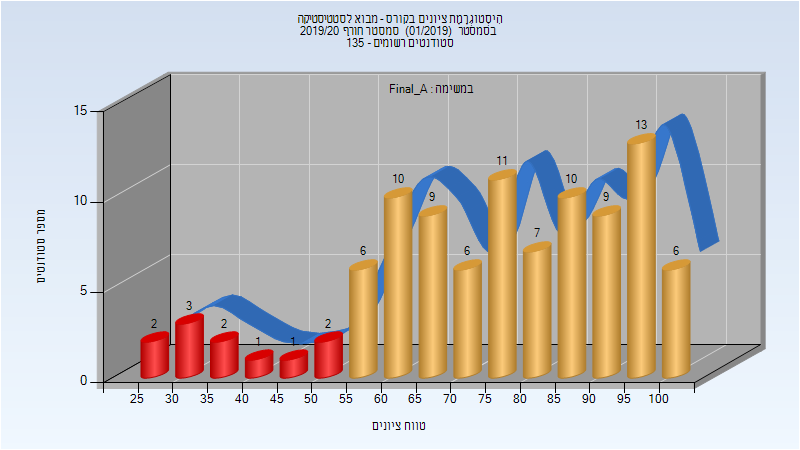 היסטוגרמת ציונים בקורס - מבוא לסטטיסטיקה
בסמסטר (01/2019) סמסטר חורף 2019/20
סטודנטים רשומים - 135
במשימה : Final_A
15
10
5
0
מספר סטודנטים
2
3
2
1
1
2
6
10
9
6
11
7
10
9
13
6
25 30 35 40 45 50 55 60 65 70 75 80 85 90 95 100
טווח ציונים